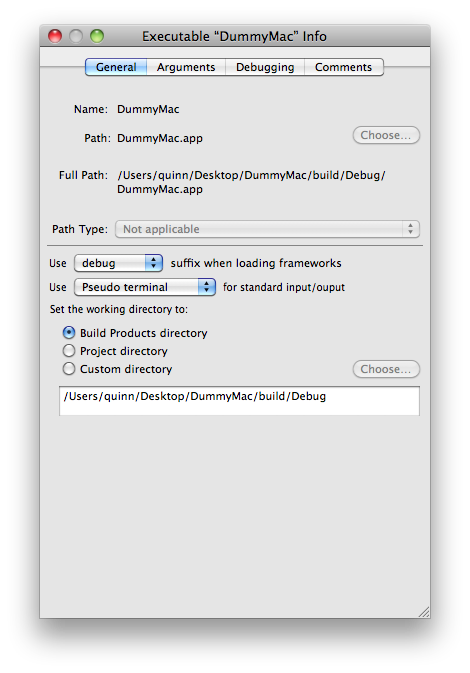 Executable “DummyMac” Info
General Arguments Debugging Comments
Name: DummyMac
Path: DummyMac.app Choose...
Full Path: /Users/quinn/Desktop/DummyMac/build/Debug/
DummyMac.app
Path Type: Not applicable
Use debug suffix when loading frameworks
Use Pseudo terminal for standard input/ouput
Set the working directory to:
Build Products directory
Project directory
Custom directory Choose...
/Users/quinn/Desktop/DummyMac/build/Debug